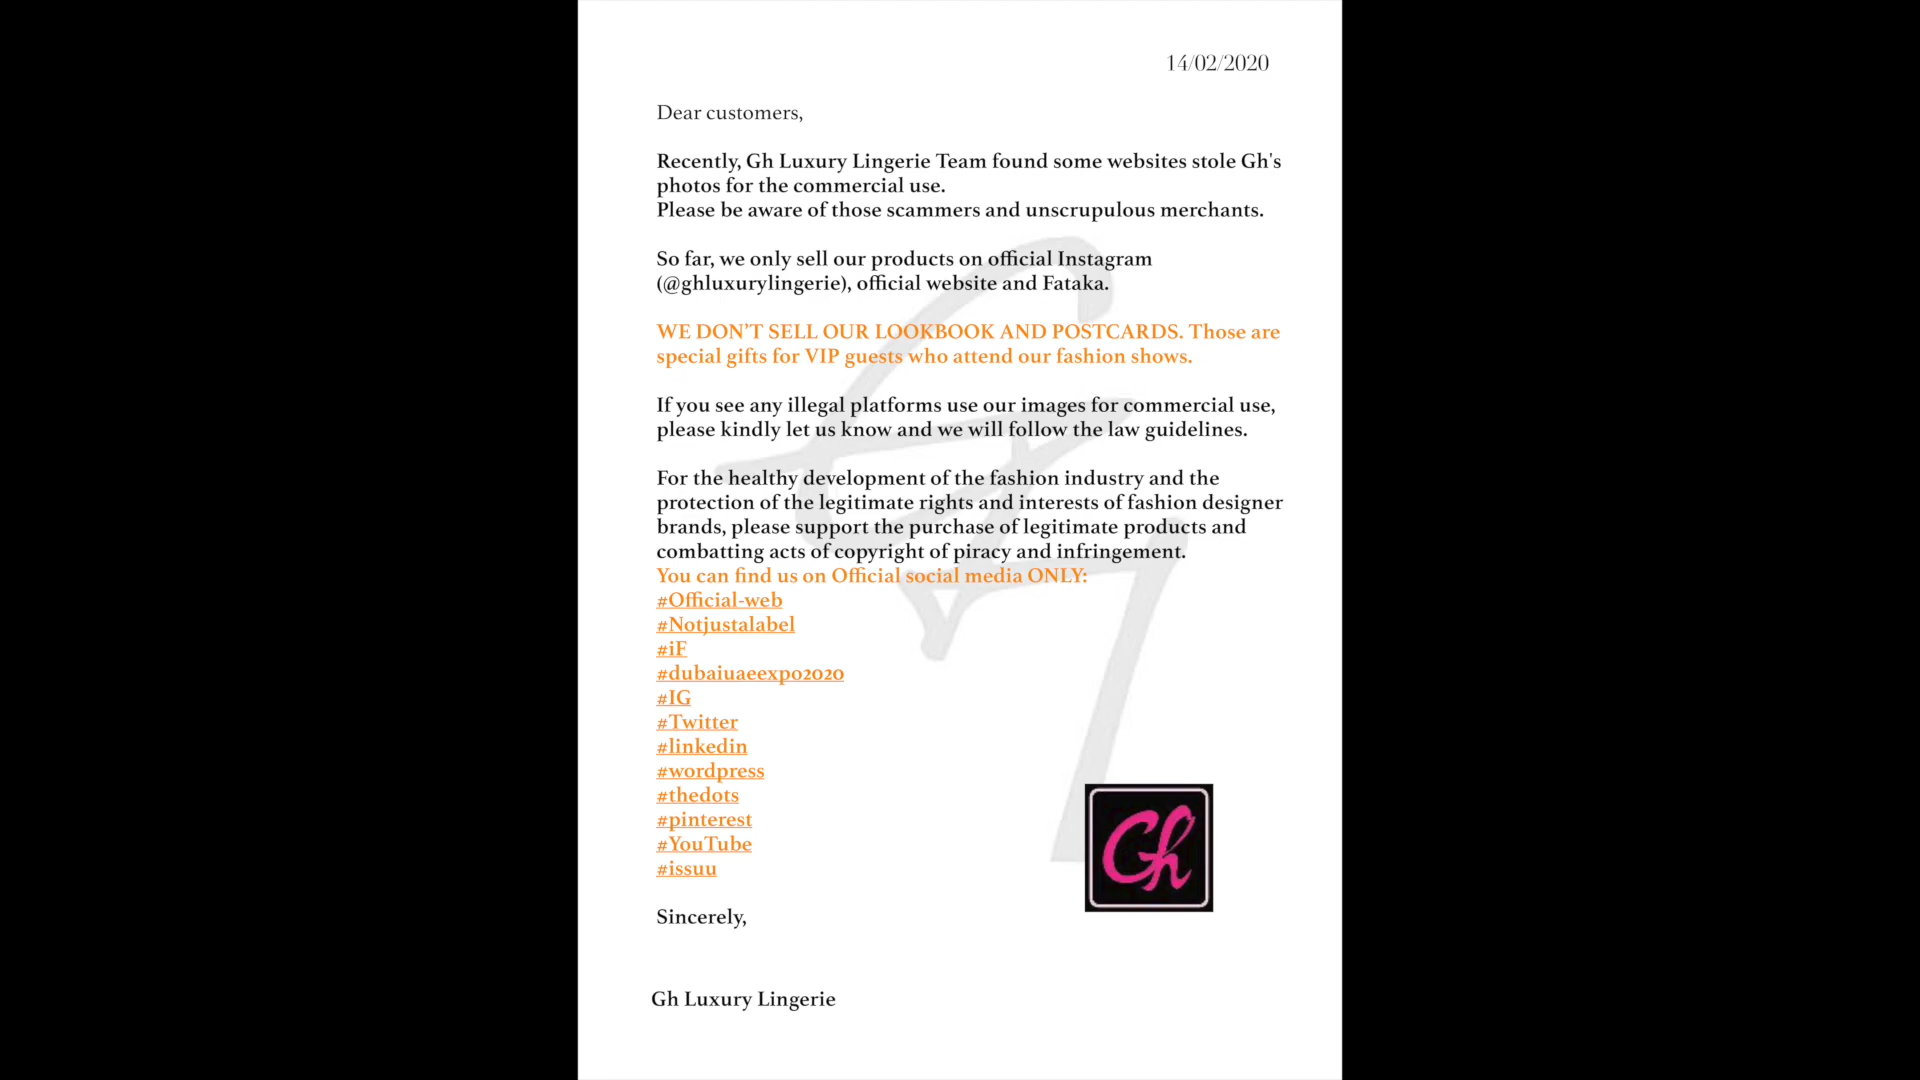 14/02/2020
Dear customers,
Recently, Gh Luxury Lingerie Team found some websites stole Gh's
photos for the commercial use.
Please be aware of those scammers and unscrupulous merchants.
So far, we only sell our products on official Instagram
(@ghluxurylingerie), official website and Fataka.
WE DON’T SELL OUR LOOKBOOK AND POSTCARDS. Those are
special gifts for VIP guests who attend our fashion shows.
If you see any illegal platforms use our images for commercial use,
please kindly let us know and we will follow the law guidelines.
For the healthy development of the fashion industry and the
protection of the legitimate rights and interests of fashion designer
brands, please support the purchase of legitimate products and
combatting acts of copyright of piracy and infringement.
You can find us on Official social media ONLY:
#Official-web
#Notjustalabel
#iF
#dubaiuaeexpo2020
#IG
#Twitter
#linkedin
#wordpress
#thedots
#pinterest
#YouTube
#issuu
Gh
Sincerely,
Gh Luxury Lingerie